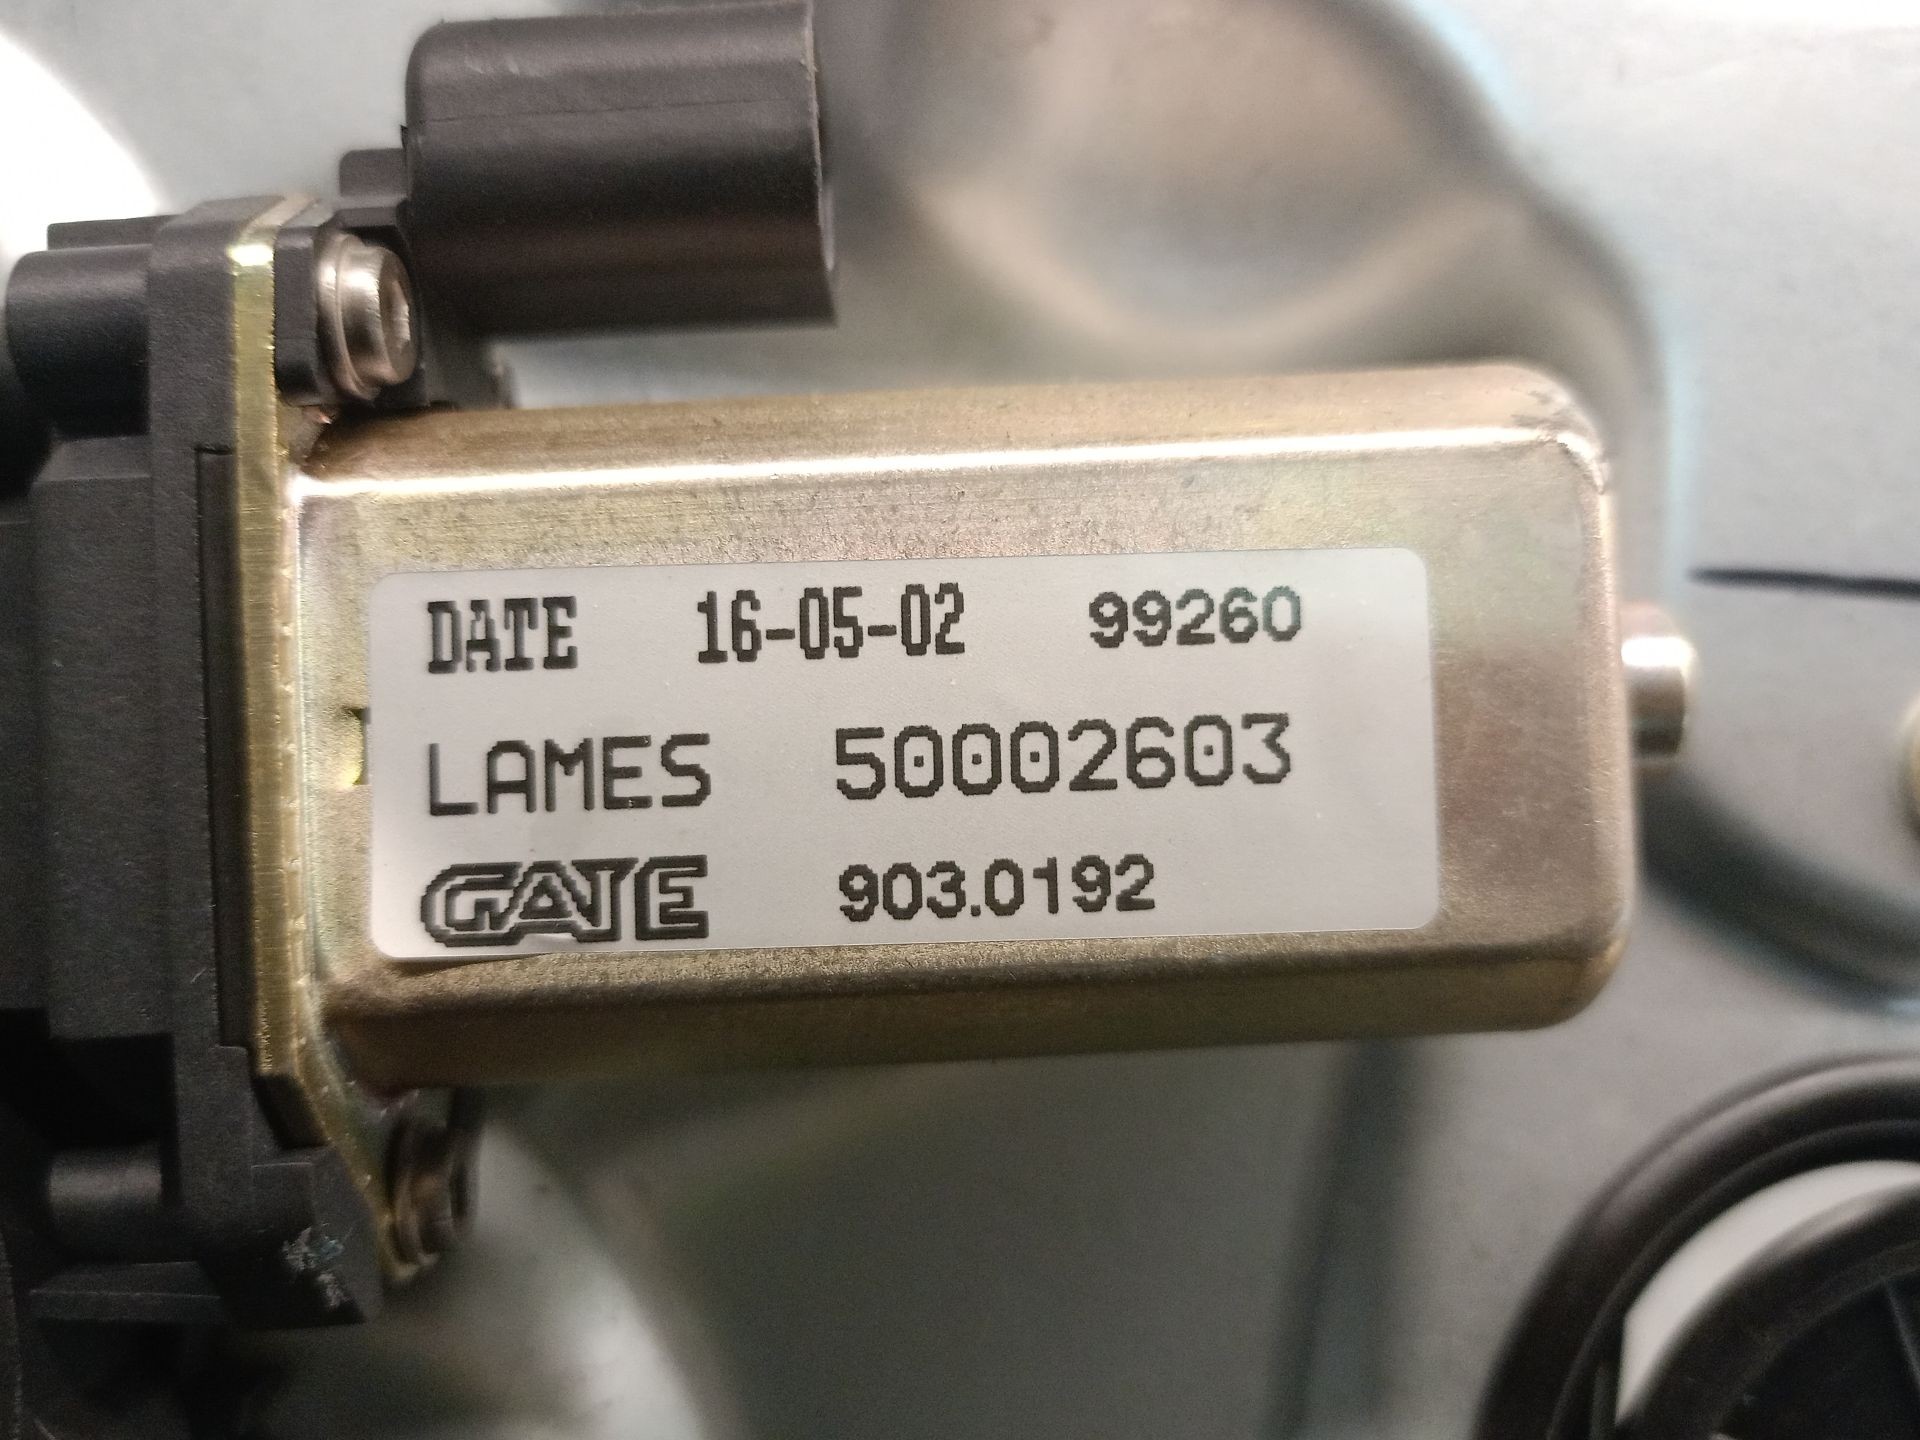 DATE 16-05-02 99260
LAMES 50002603
GATE 903.0192